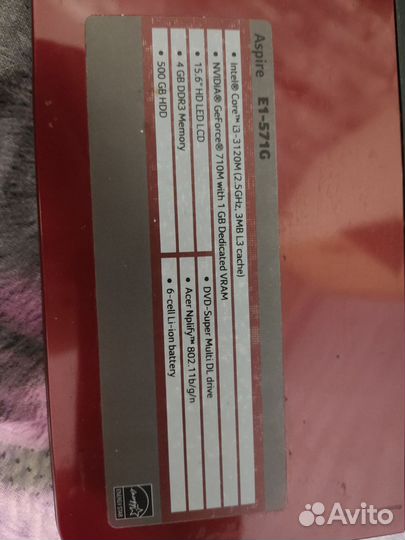 Aspire E1-571G
• Intel® Core™ i3-3120M (2.5GHz, 3MB L3 cache)
• NVIDIA® GeForce® 710M with 1 GB Dedicated VRAM
• 15.6" HD LED LCD
• DVD-Super Multi DL drive
• 4 GB DDR3 Memory
• Acer Nplify™ 802.11b/g/n
• 500 GB HDD
• 6-cell Li-ion battery
ENERGY STAR
Avito